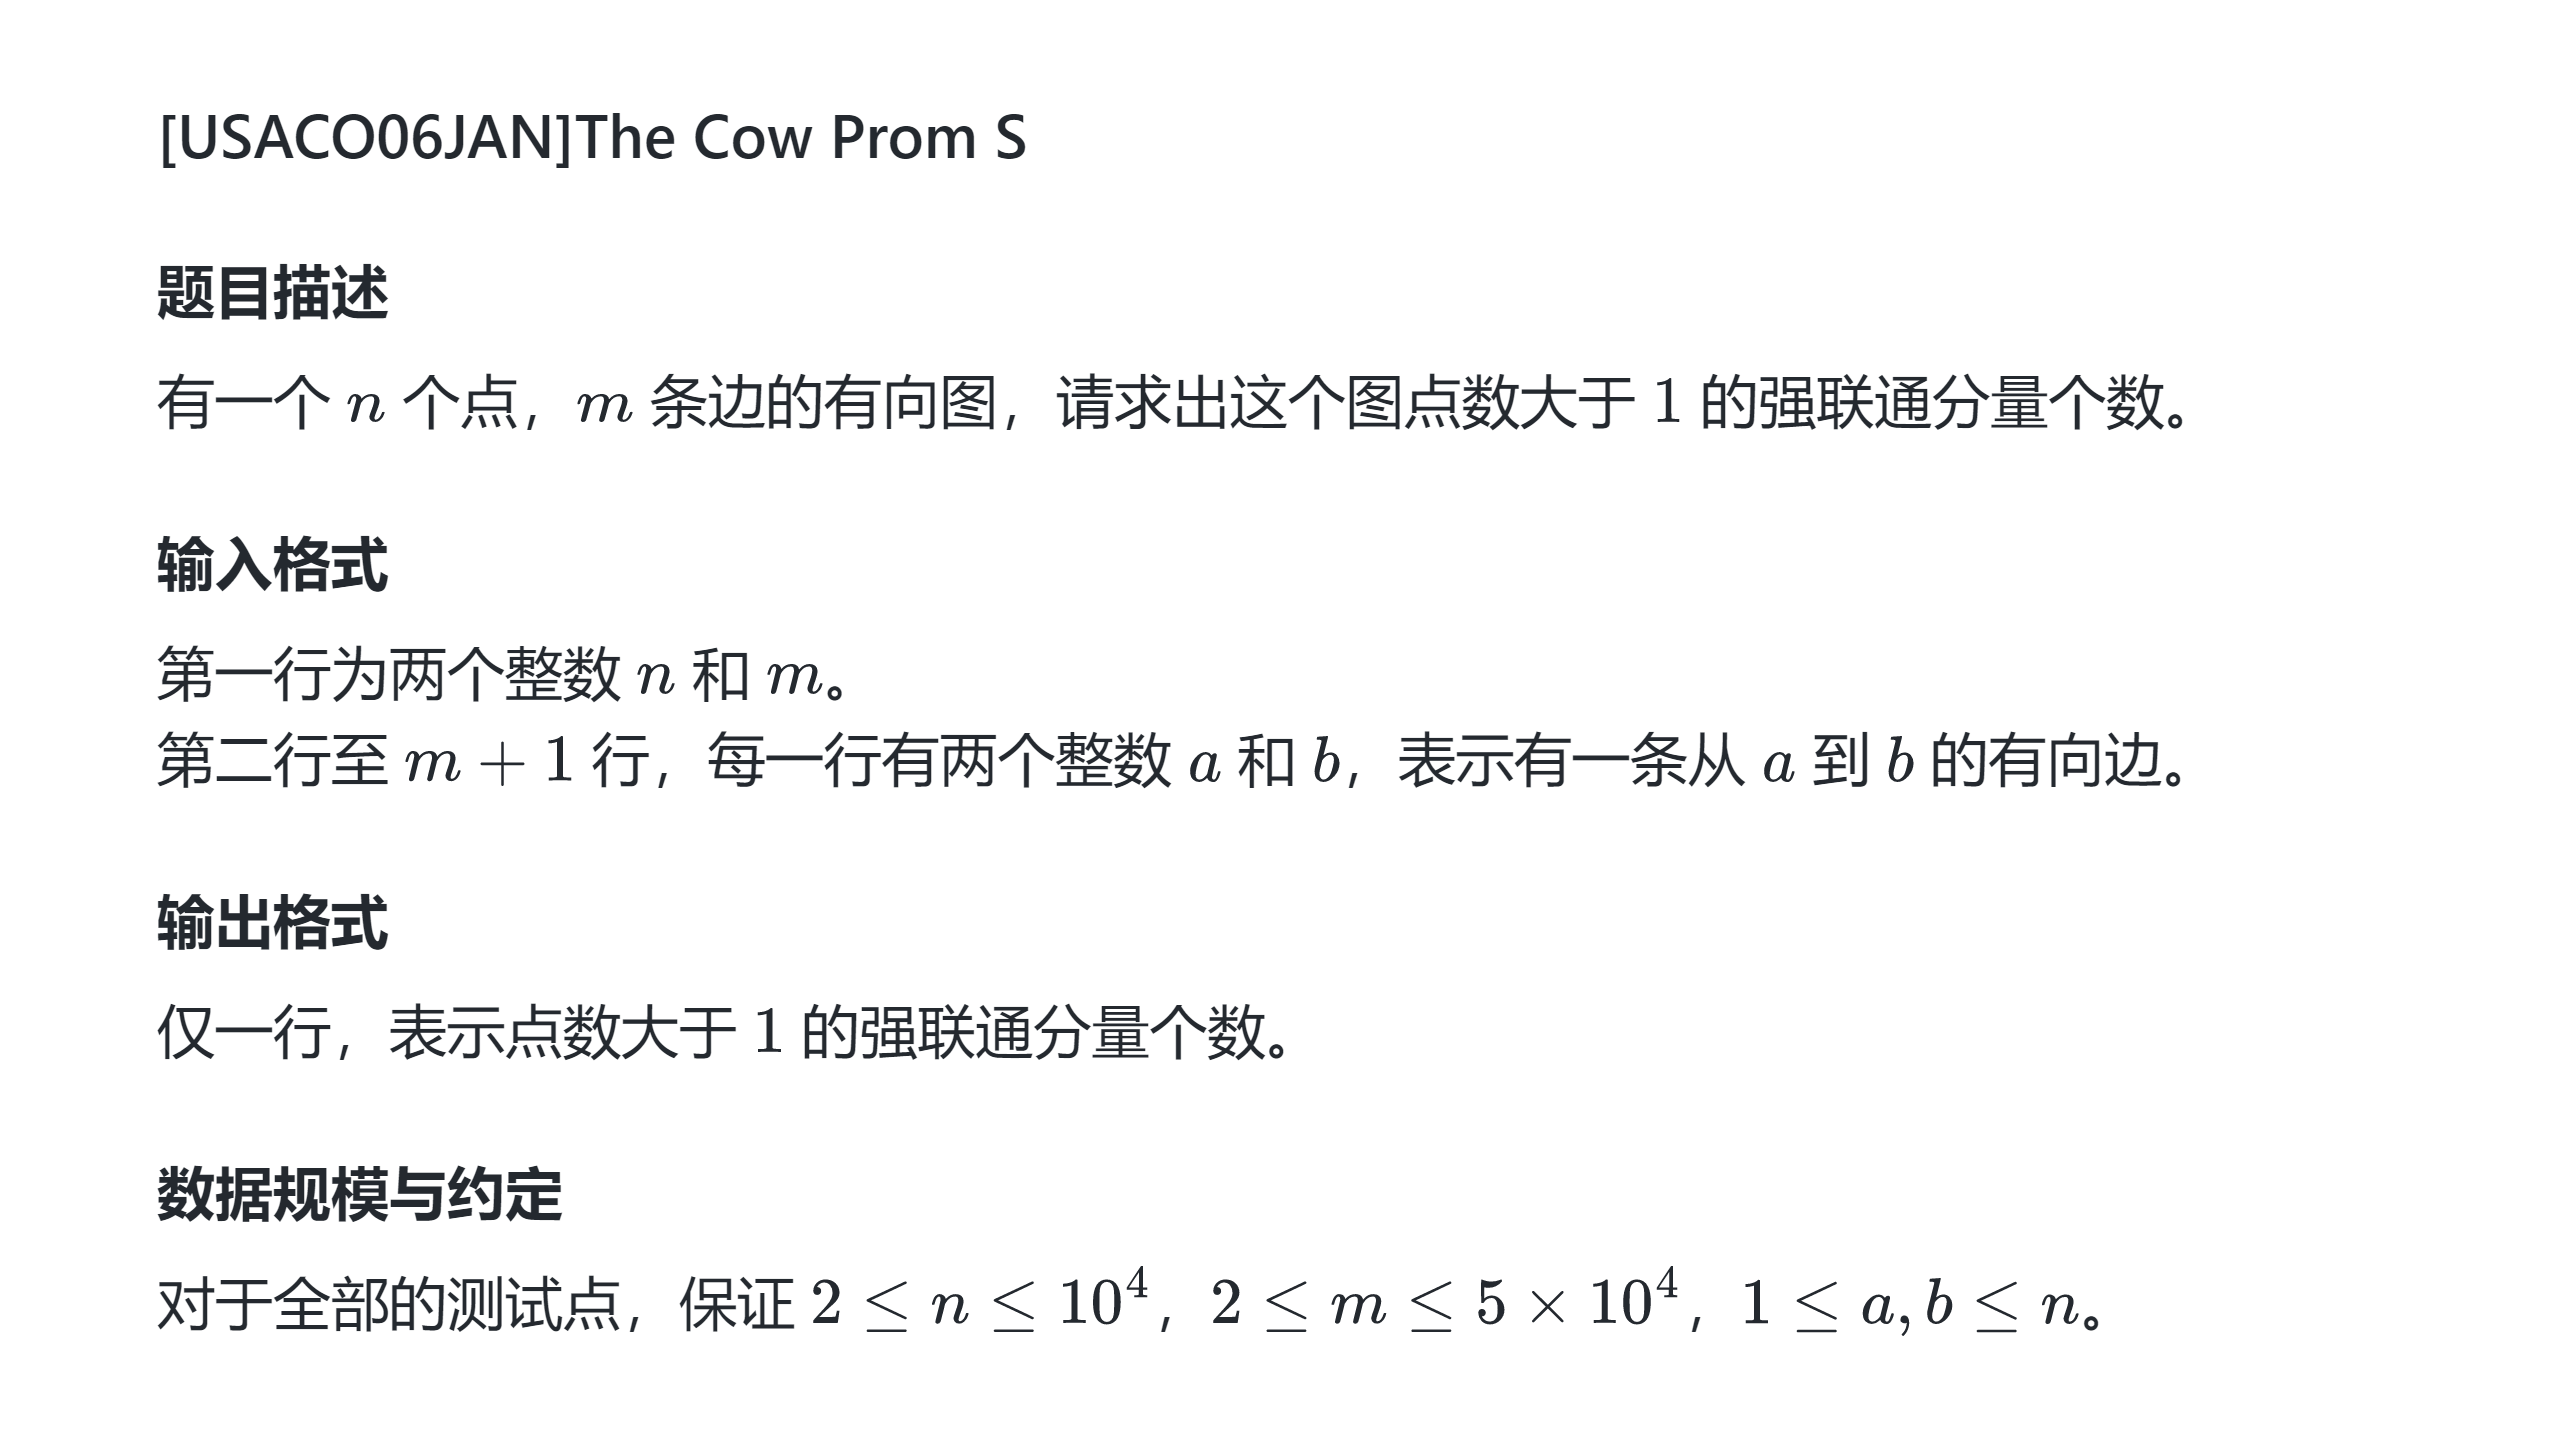 [USACO06JAN]The Cow Prom S
题目描述
有一个 n 个点，m 条边的有向图，请求出这个图点数大于 1 的强联通分量个数。
输入格式
第一行为两个整数 n 和 m。
第二行至 m + 1 行，每一行有两个整数 a 和 b，表示有一条从 a 到 b 的有向边。
输出格式
仅一行，表示点数大于 1 的强联通分量个数。
数据规模与约定
对于全部的测试点，保证 2 ≤ n ≤ 10⁴，2 ≤ m ≤ 5 × 10⁴，1 ≤ a, b ≤ n。